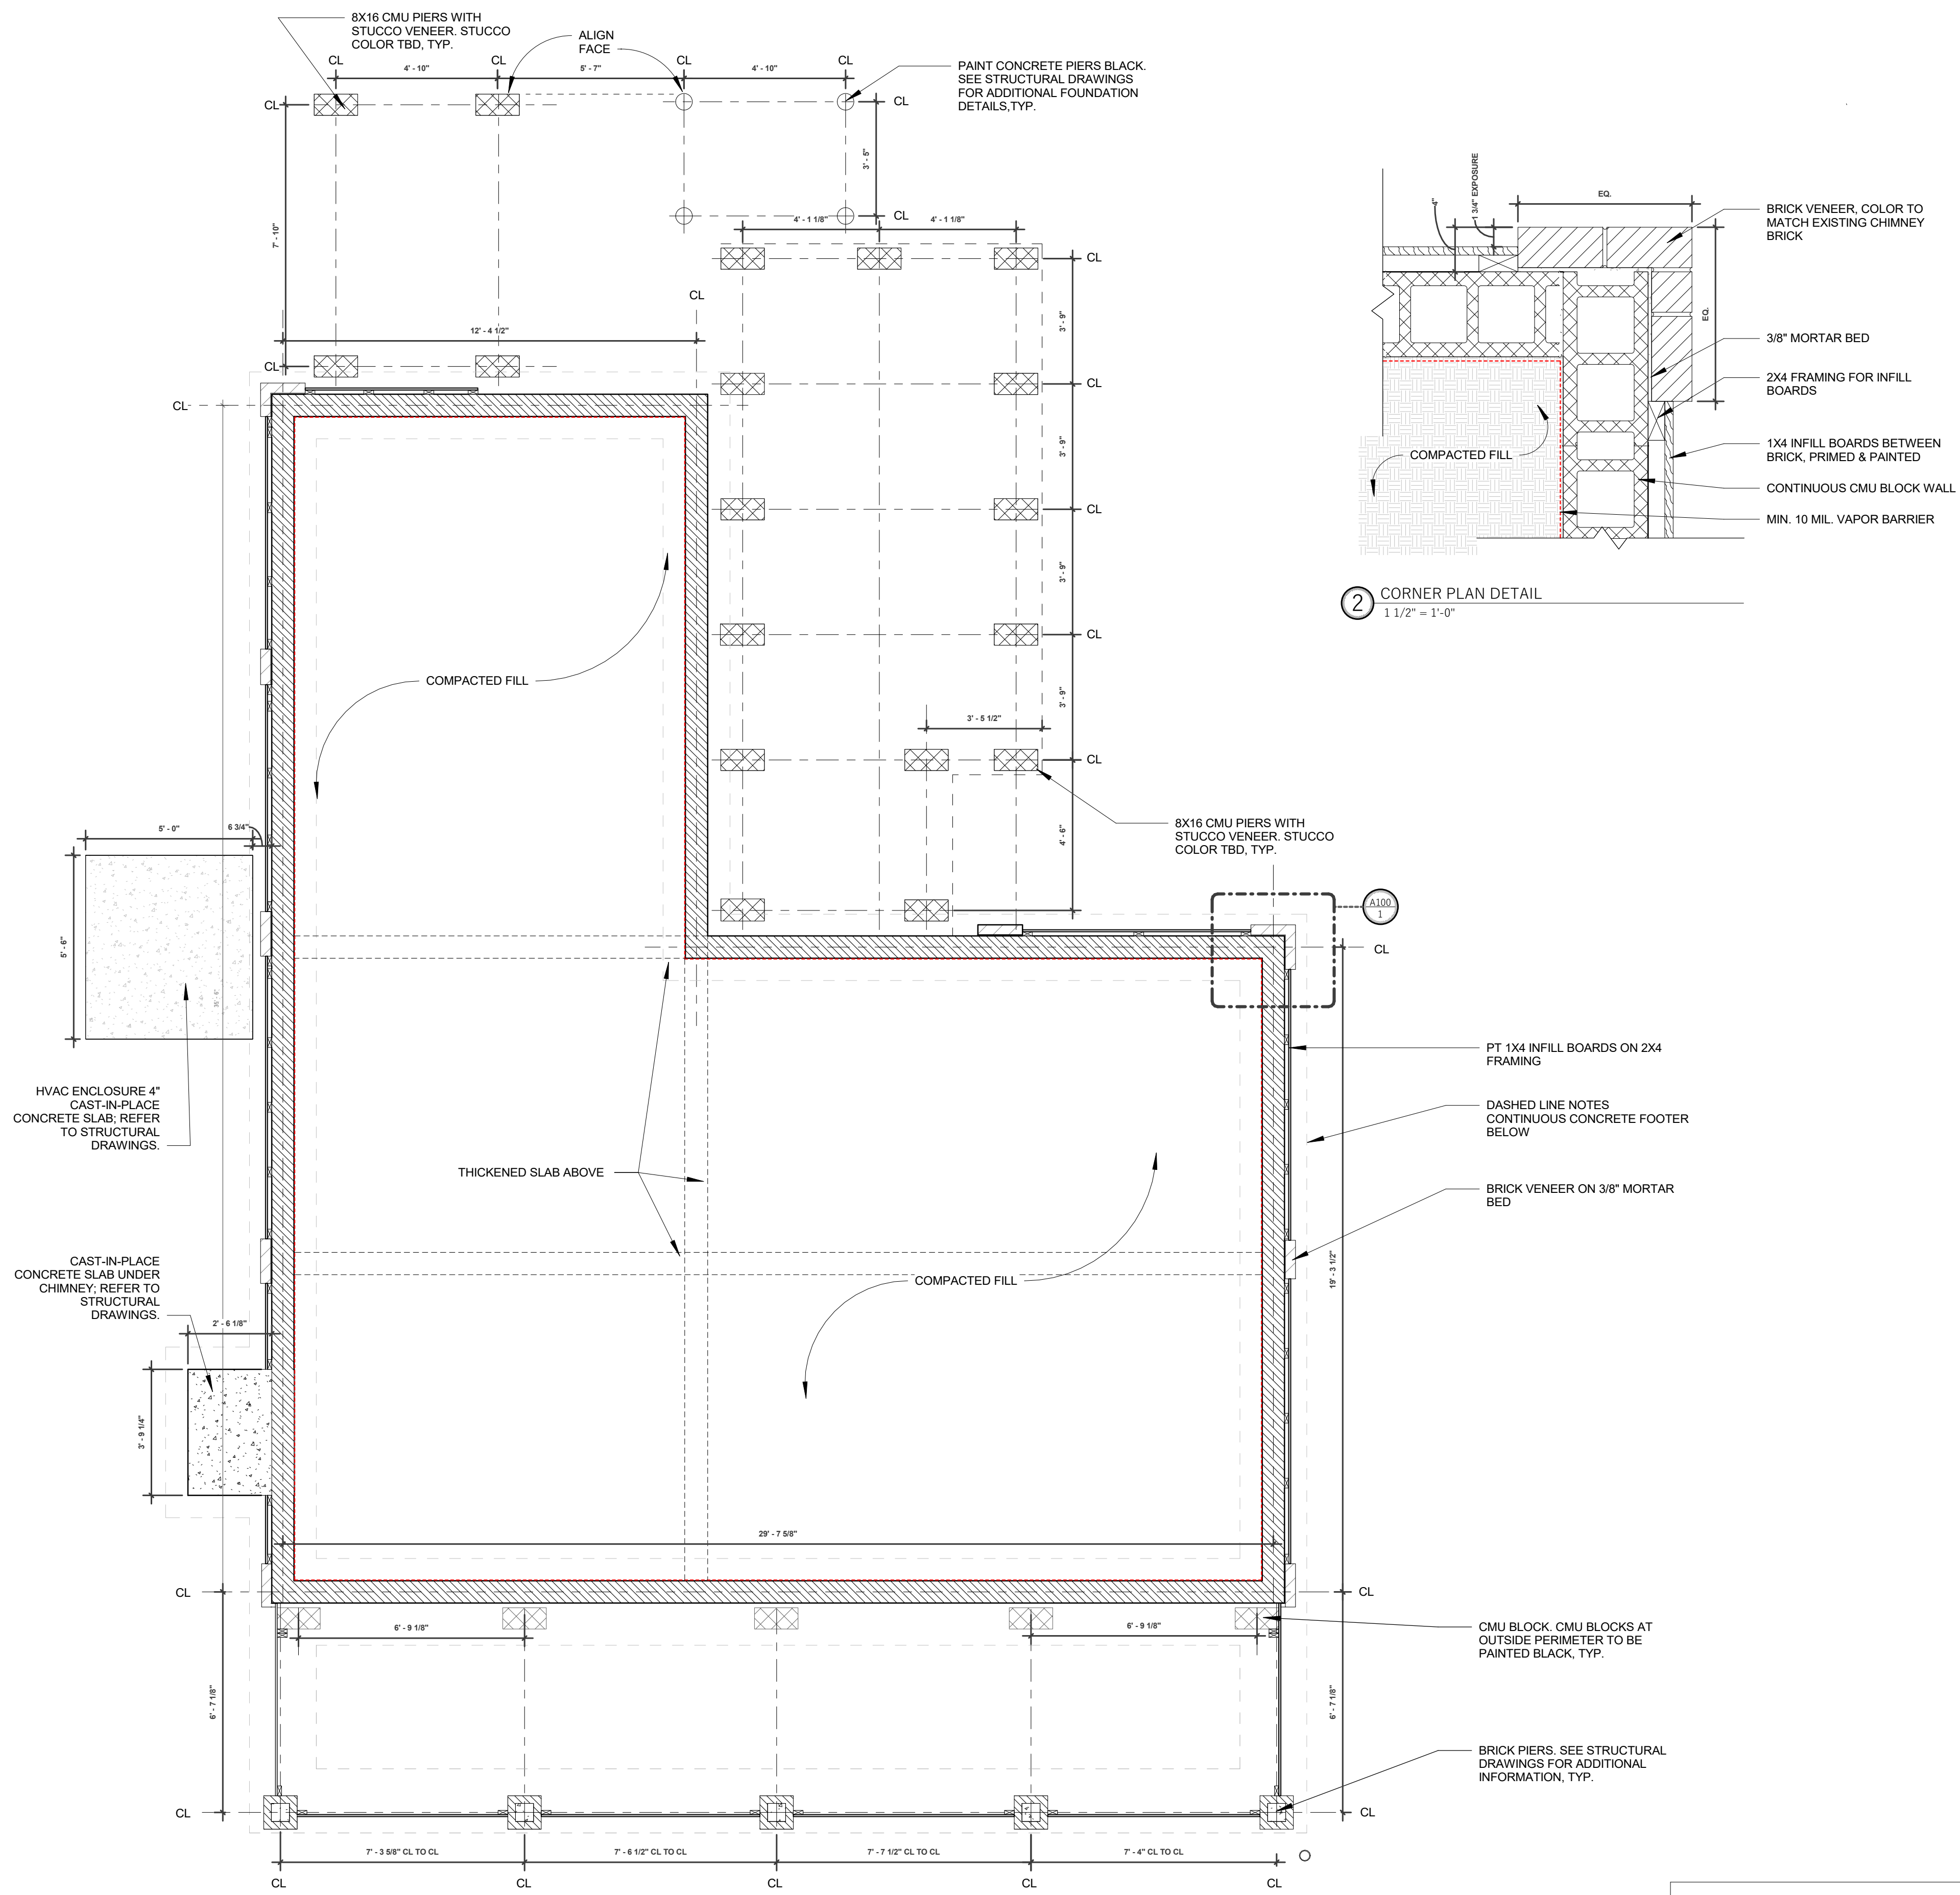 8X16 CMU PIERS WITH
STUCCO VENEER. STUCCO
COLOR TBD, TYP.
ALIGN
FACE
CL
CL
CL
CL
4' - 10"
5' - 7"
4' - 10"
PAINT CONCRETE PIERS BLACK.
SEE STRUCTURAL DRAWINGS
FOR ADDITIONAL FOUNDATION
DETAILS,TYP.
CL
CL
3' - 5"
CL
7' - 10"
4' - 1 1/8"
4' - 1 1/8"
CL
CL
12' - 4 1/2"
3' - 9"
CL
CL
CL
3' - 9"
CL
3' - 9"
CL
COMPACTED FILL
3' - 9"
3' - 5 1/2"
CL
8X16 CMU PIERS WITH
STUCCO VENEER. STUCCO
COLOR TBD, TYP.
4' - 6"
5' - 0"
6 3/4"
5' - 6"
A100
1
CL
HVAC ENCLOSURE 4"
CAST-IN-PLACE
CONCRETE SLAB; REFER
TO STRUCTURAL
DRAWINGS.
PT 1X4 INFILL BOARDS ON 2X4
FRAMING
DASHED LINE NOTES
CONTINUOUS CONCRETE FOOTER
BELOW
THICKENED SLAB ABOVE
BRICK VENEER ON 3/8" MORTAR
BED
CAST-IN-PLACE
CONCRETE SLAB UNDER
CHIMNEY; REFER TO
STRUCTURAL
DRAWINGS.
COMPACTED FILL
19' - 3 1/2"
2' - 6 1/8"
3' - 9 1/4"
29' - 7 5/8"
CL
CL
6' - 9 1/8"
6' - 9 1/8"
CMU BLOCK. CMU BLOCKS AT
OUTSIDE PERIMETER TO BE
PAINTED BLACK, TYP.
6' - 7 1/8"
6' - 7 1/8"
BRICK PIERS. SEE STRUCTURAL
DRAWINGS FOR ADDITIONAL
INFORMATION, TYP.
CL
CL
7' - 3 5/8" CL TO CL
7' - 6 1/2" CL TO CL
7' - 7 1/2" CL TO CL
7' - 4" CL TO CL
CL
CL
CL
CL
CL
4"
1 3/4" EXPOSURE
EQ.
EQ.
BRICK VENEER, COLOR TO
MATCH EXISTING CHIMNEY
BRICK
3/8" MORTAR BED
2X4 FRAMING FOR INFILL
BOARDS
1X4 INFILL BOARDS BETWEEN
BRICK, PRIMED & PAINTED
COMPACTED FILL
CONTINUOUS CMU BLOCK WALL
MIN. 10 MIL. VAPOR BARRIER
2
CORNER PLAN DETAIL
1 1/2" = 1'-0"